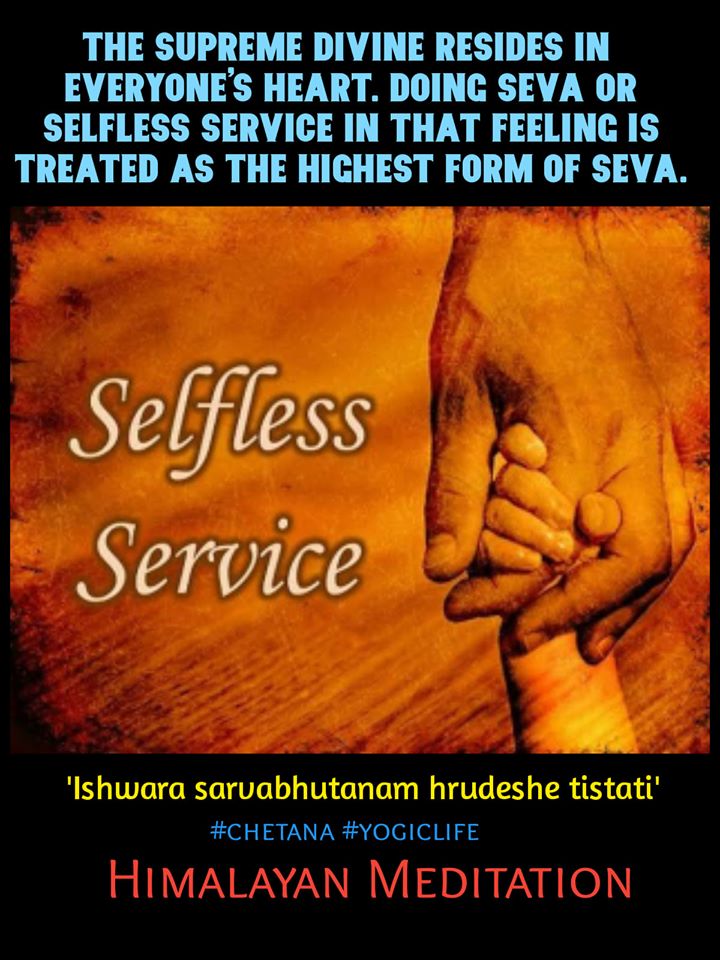 THE SUPREME DIVINE RESIDES IN
EVERYONE'S HEART. DOING SEVA OR
SELFLESS SERVICE IN THAT FEELING IS
TREATED AS THE HIGHEST FORM OF SEVA.
Selfless
Service
'Ishwara sarvabhutanam hrudeshe tistati'
#CHETANA #YOGICLIFE
HIMALAYAN MEDITATION